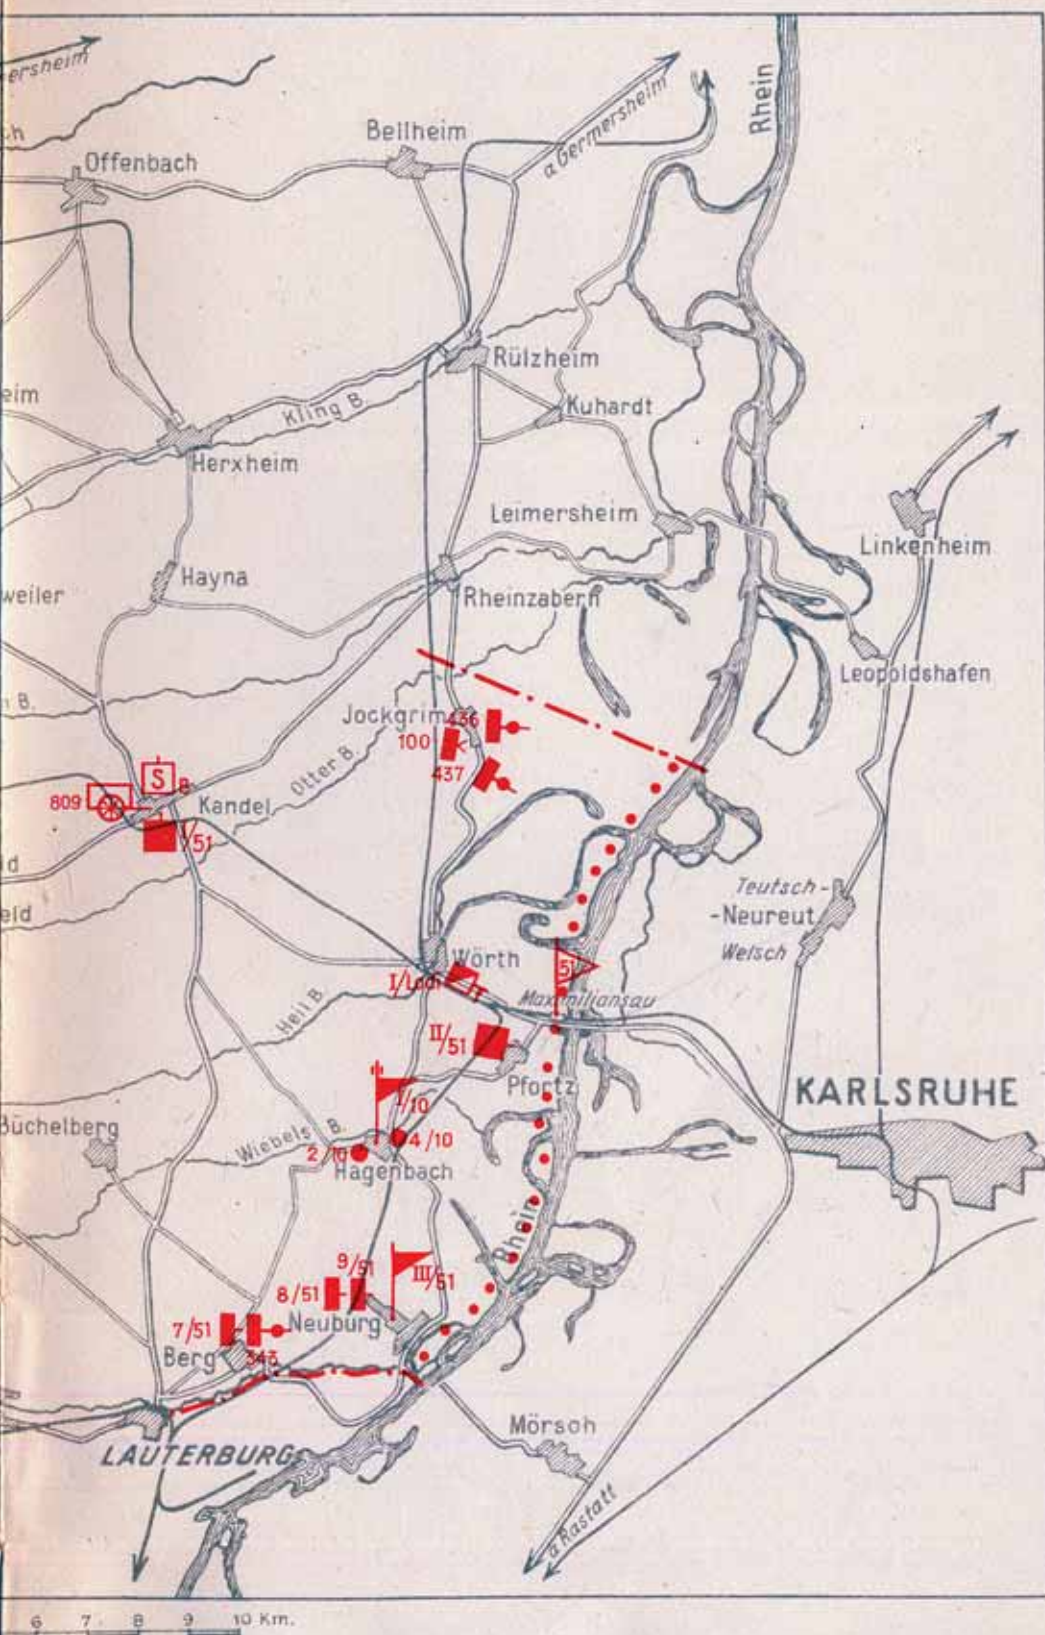 ersheim
ch
Offenbach
Bellheim
a Germersheim
Rhein
Rülzheim
eim
Kling B.
Kuhardt
Herxheim
Leimersheim
Linkenheim
Hayna
weiler
Rheinzabern
Leopoldshafen
B.
Jockgrim
436
100
437
Otter B.
S
B.
809
Kandel
I/51
ld
eld
Teutsch-
-Neureut
Welsch
Wörth
51
Maximiliansau
Heil B.
II/51
Pfortz
KARLSRUHE
I/10
Büchelberg
Wiebels B.
4/10
2
10
Hagenbach
Rhein
9/51
III/51
8/51
7/51
Neuburg
Berg
343
Mörsch
LAUTERBURG
a Rastatt
6 7 8 9 10 Km.